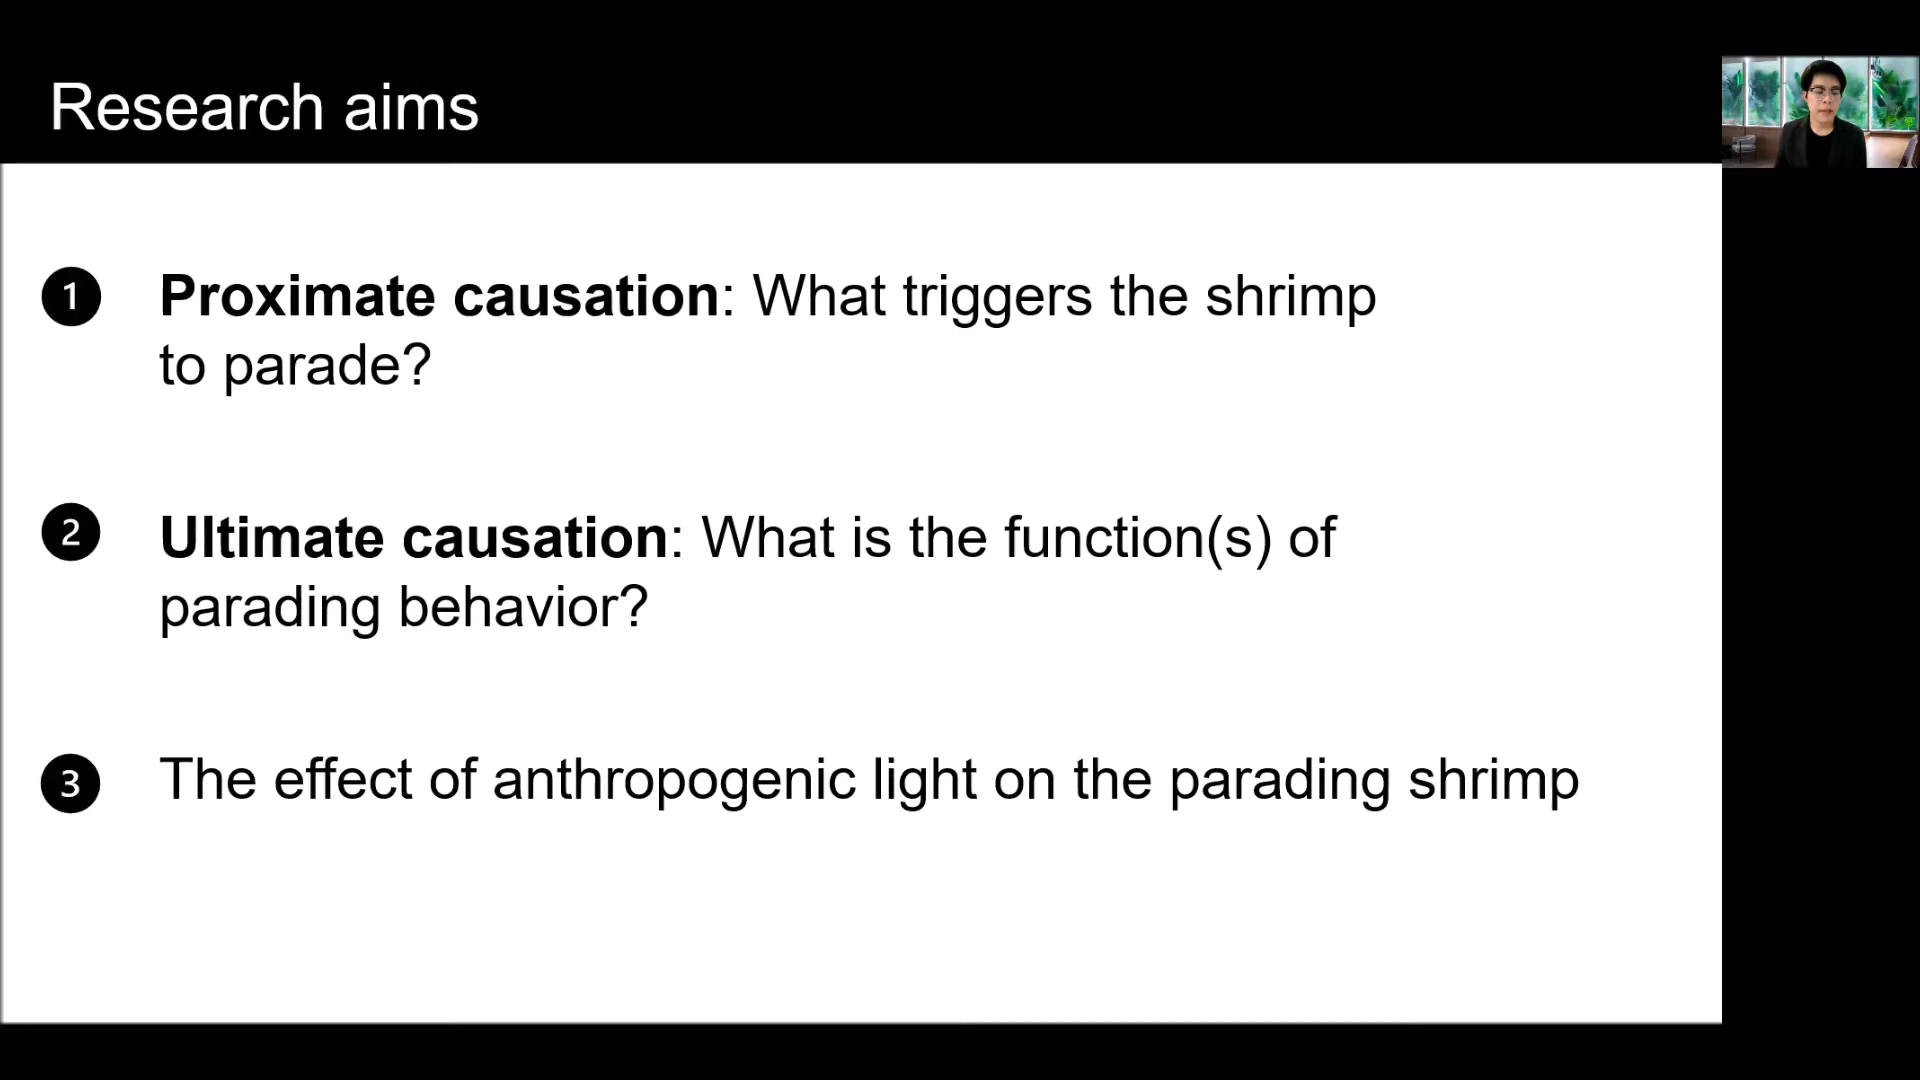 Research aims
1 Proximate causation: What triggers the shrimp
to parade?
2 Ultimate causation: What is the function(s) of
parading behavior?
3 The effect of anthropogenic light on the parading shrimp